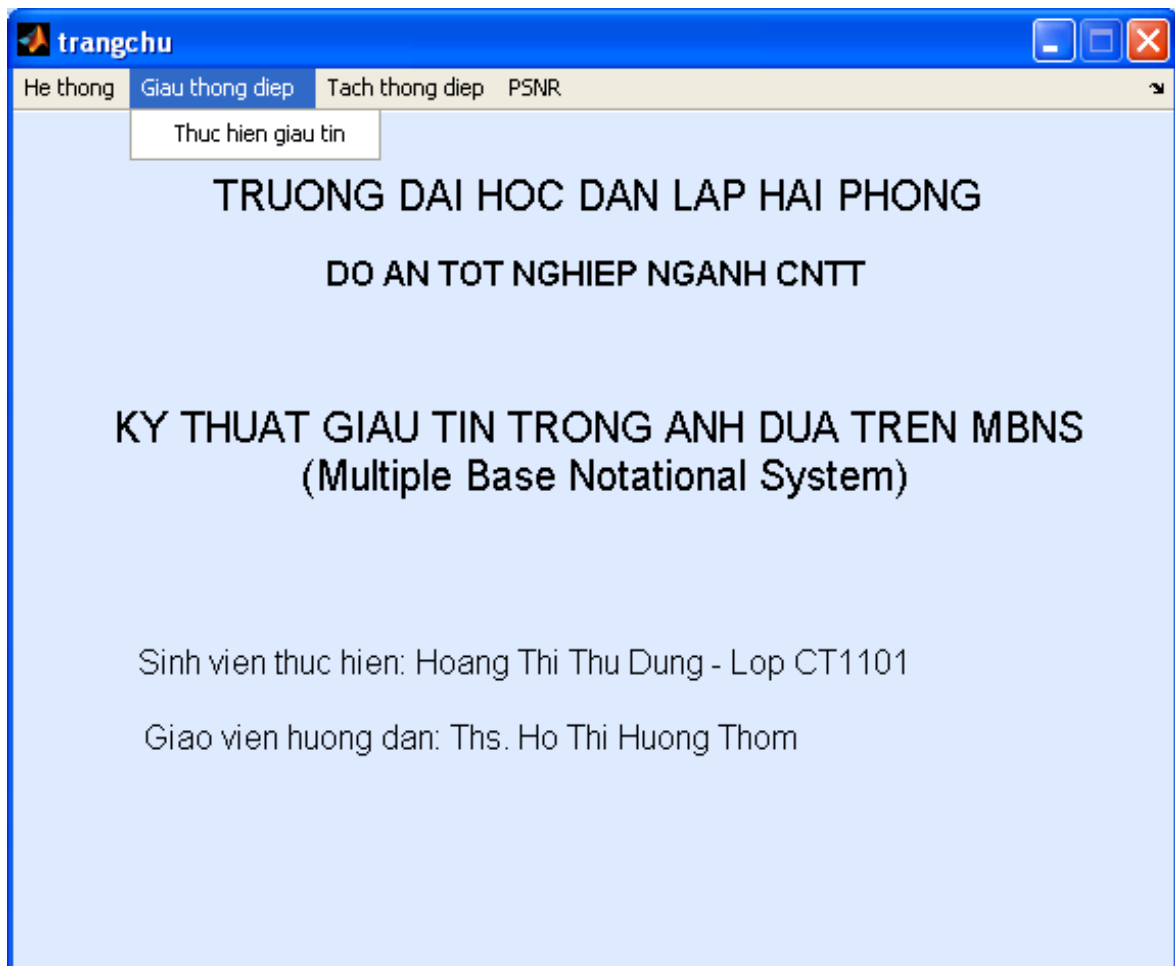 trangchu
He thong Giau thong diep Tach thong diep PSNR
Thuc hien giau tin
TRUONG DAI HOC DAN LAP HAI PHONG
DO AN TOT NGHIEP NGANH CNTT
KY THUAT GIAU TIN TRONG ANH DUA TREN MBNS
(Multiple Base Notational System)
Sinh vien thuc hien: Hoang Thi Thu Dung - Lop CT1101
Giao vien huong dan: Ths. Ho Thi Huong Thom